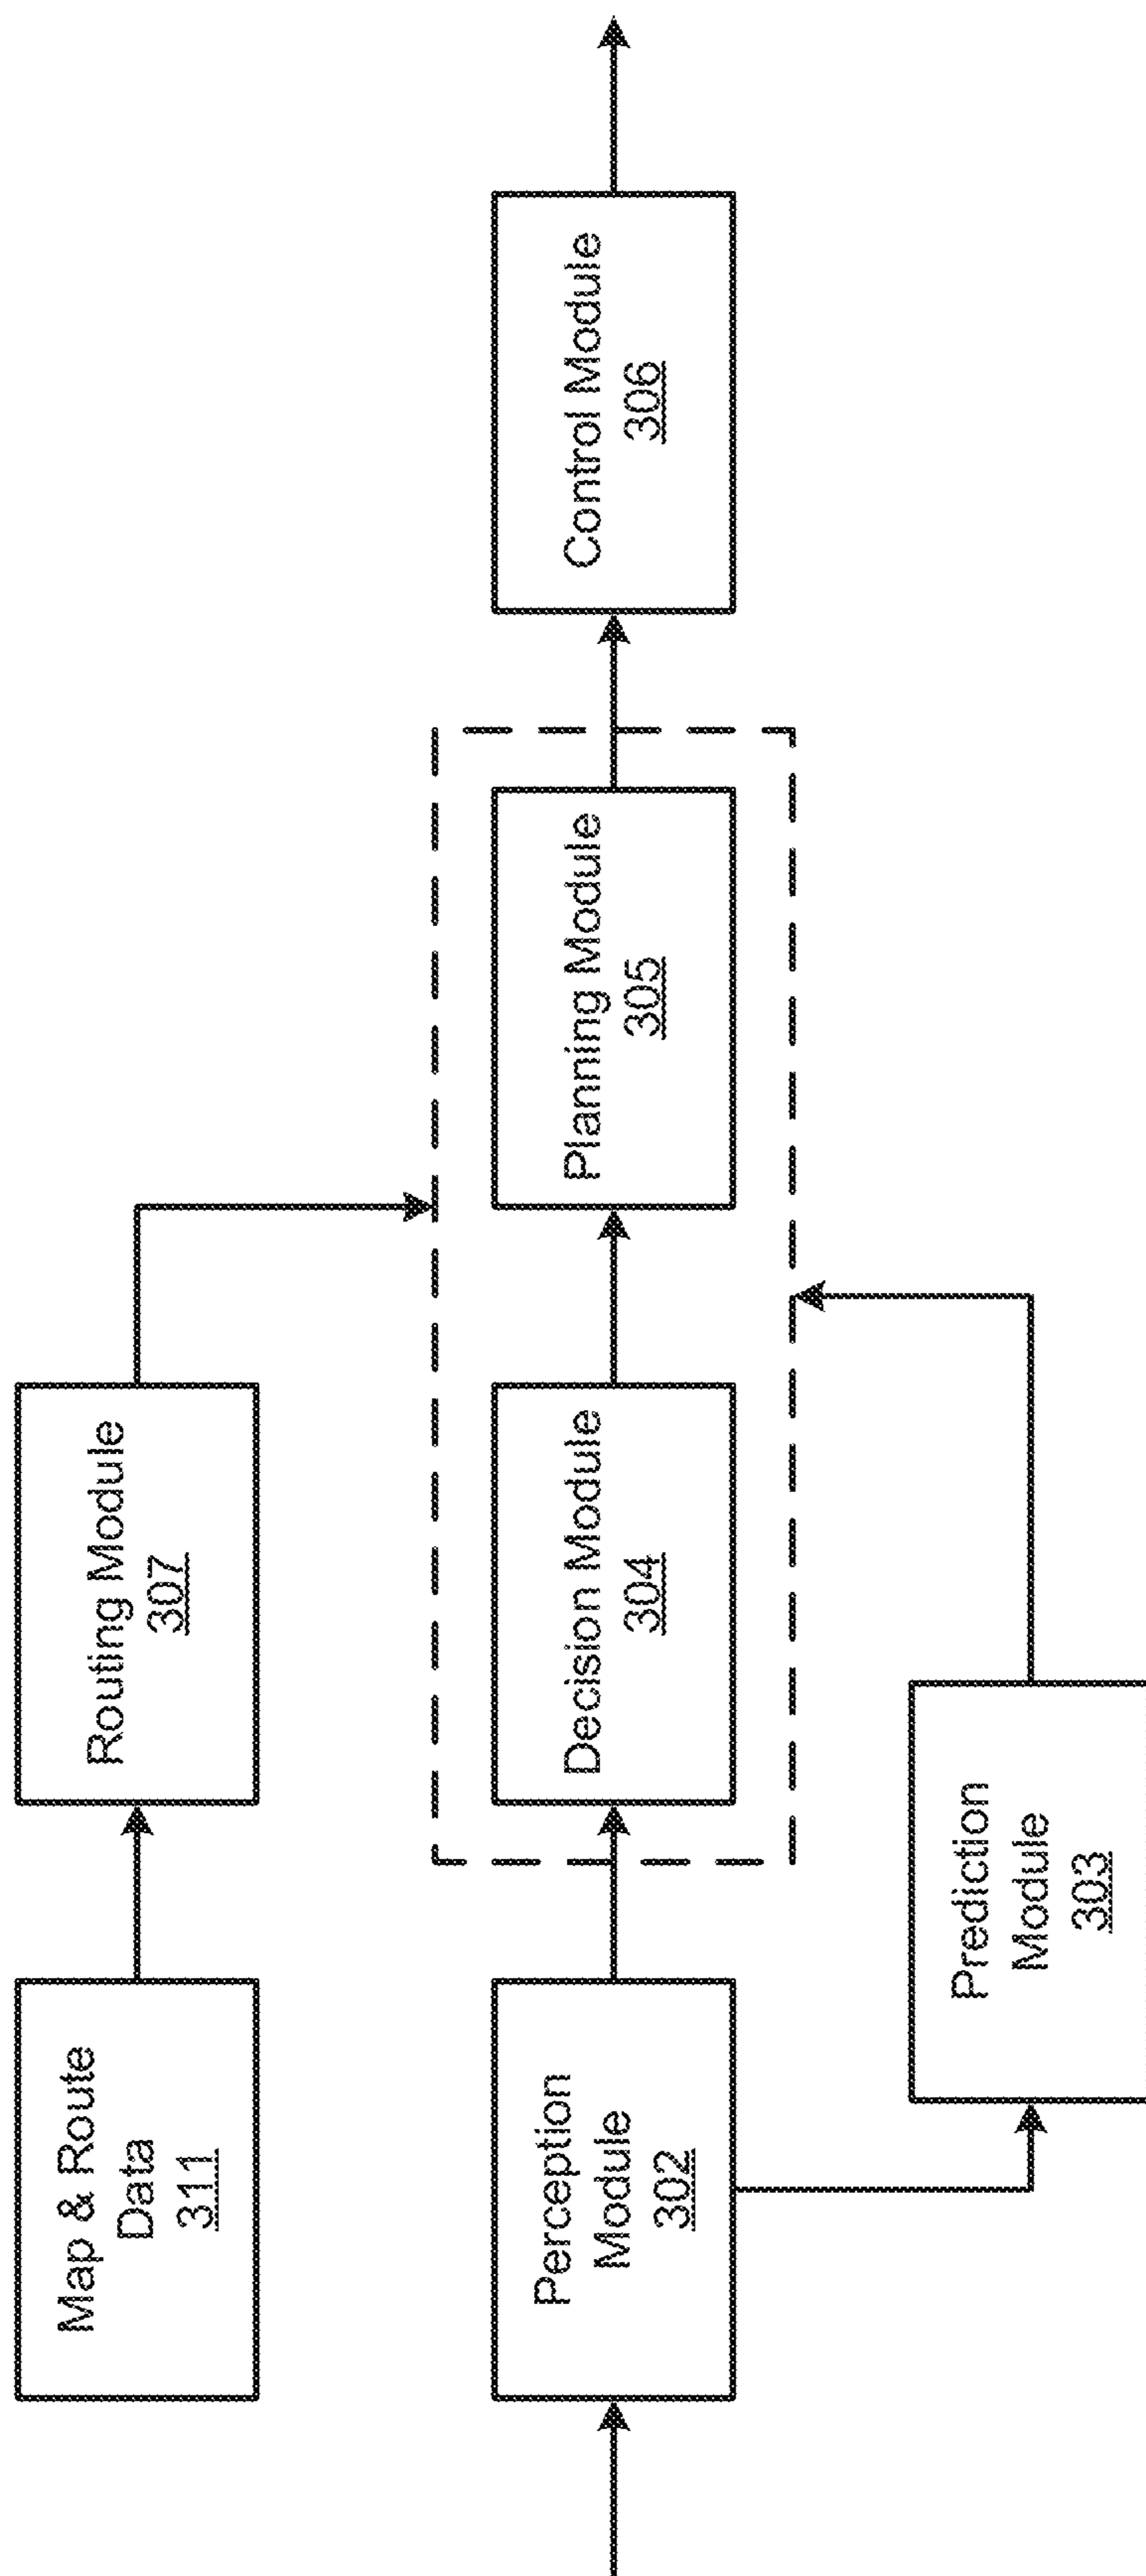 Map & Route
Data
311
Routing Module
307
Perception
Module
302
Decision Module
304
Planning Module
305
Control Module
306
Prediction
Module
303